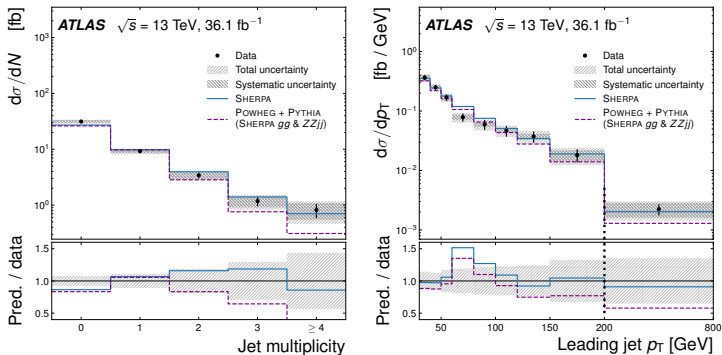 ATLAS √s = 13 TeV, 36.1 fb⁻¹
dσ/dN [fb]
10³
10²
10¹
10⁰
Data
Total uncertainty
Systematic uncertainty
SHERPA
POWHEG + PYTHIA
(SHERPA gg & ZZjj)
Pred. / data
1.5
1.0
0.5
0 1 2 3 ≥ 4
Jet multiplicity
ATLAS √s = 13 TeV, 36.1 fb⁻¹
dσ/dpT [fb / GeV]
10⁰
10⁻¹
10⁻²
10⁻³
Data
Total uncertainty
Systematic uncertainty
SHERPA
POWHEG + PYTHIA
(SHERPA gg & ZZjj)
Pred. / data
1.5
1.0
0.5
50 100 150 200 800
Leading jet pT [GeV]